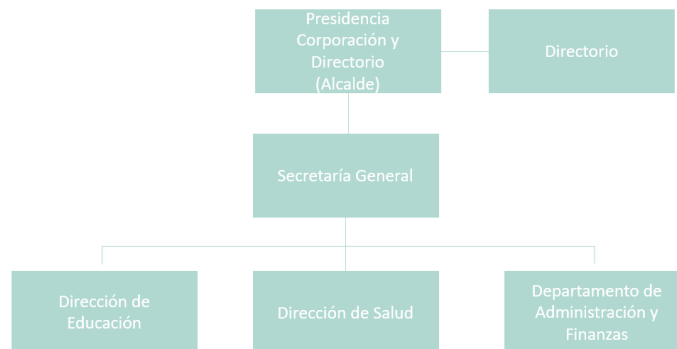 Presidencia
Corporación y
Directorio
(Alcalde)
Directorio
Secretaría General
Dirección de
Educación
Dirección de Salud
Departamento de
Administración y
Finanzas